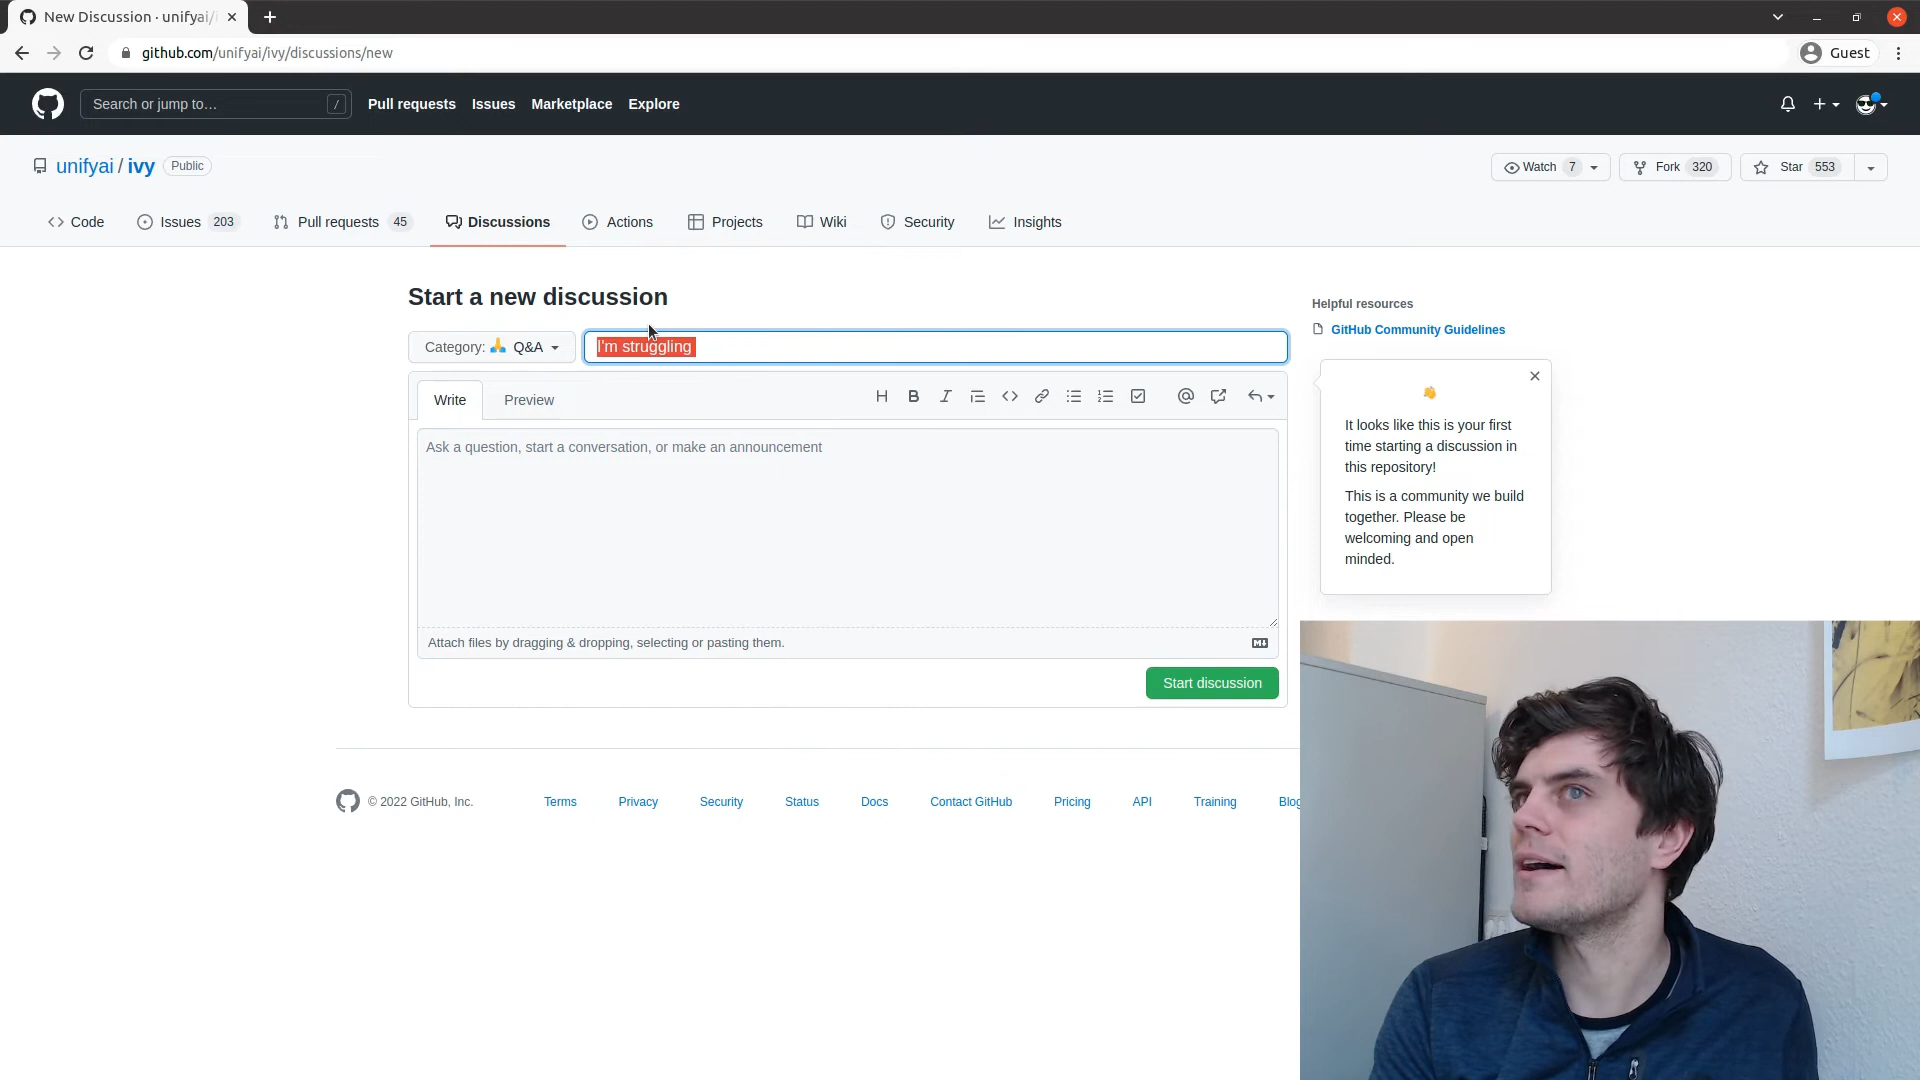 New Discussion · unifyai/i
github.com/unifyai/ivy/discussions/new
Guest
Search or jump to…
/
Pull requests
Issues
Marketplace
Explore
unifyai / ivy
Public
Watch 7
Fork 320
Star 553
Code
Issues 203
Pull requests 45
Discussions
Actions
Projects
Wiki
Security
Insights
Start a new discussion
Category: 🙏 Q&A
I'm struggling
Write
Preview
Ask a question, start a conversation, or make an announcement
Attach files by dragging & dropping, selecting or pasting them.
Start discussion
Helpful resources
GitHub Community Guidelines
It looks like this is your first
time starting a discussion in
this repository!
This is a community we build
together. Please be
welcoming and open
minded.
© 2022 GitHub, Inc.
Terms
Privacy
Security
Status
Docs
Contact GitHub
Pricing
API
Training
Blog